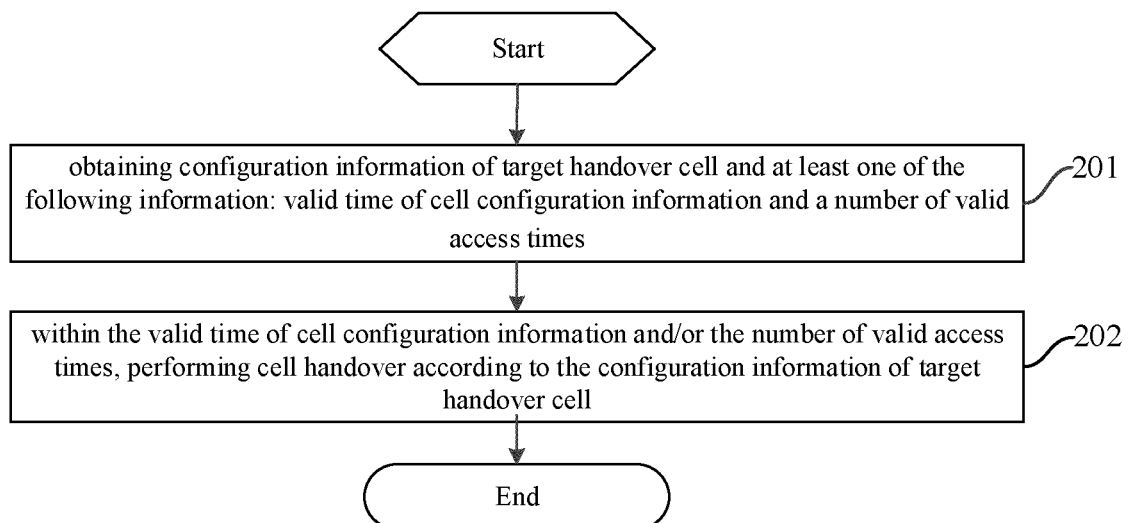 Start
obtaining configuration information of target handover cell and at least one of the
following information: valid time of cell configuration information and a number of valid
access times
201
within the valid time of cell configuration information and/or the number of valid access
times, performing cell handover according to the configuration information of target
handover cell
202
End